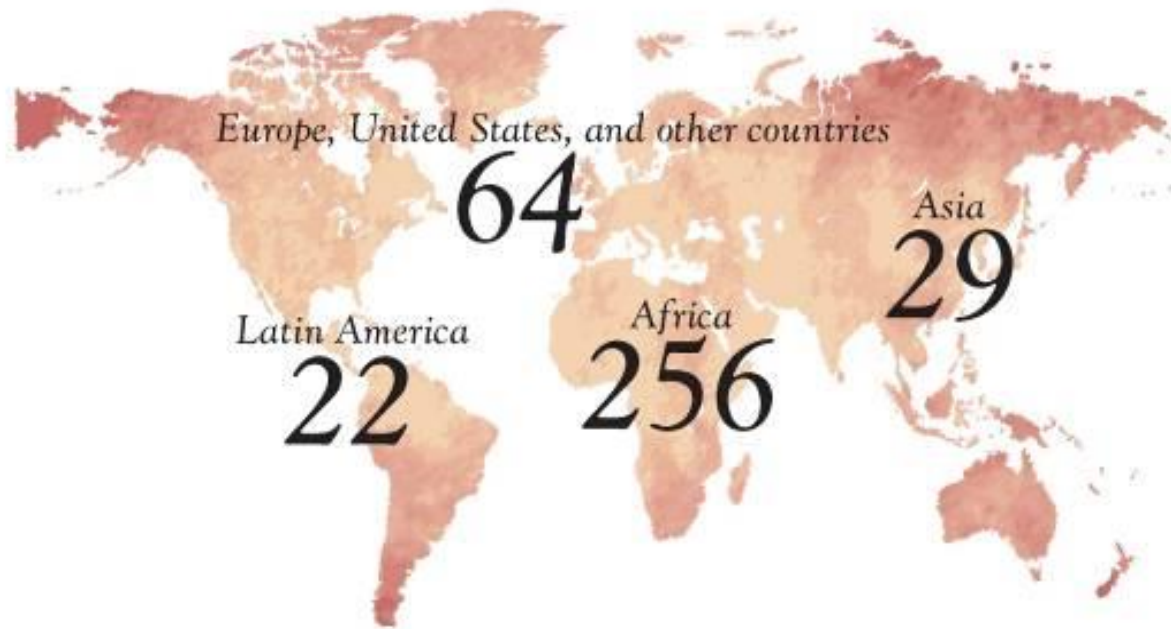 Europe, United States, and other countries
64
Asia
29
Latin America
22
Africa
256